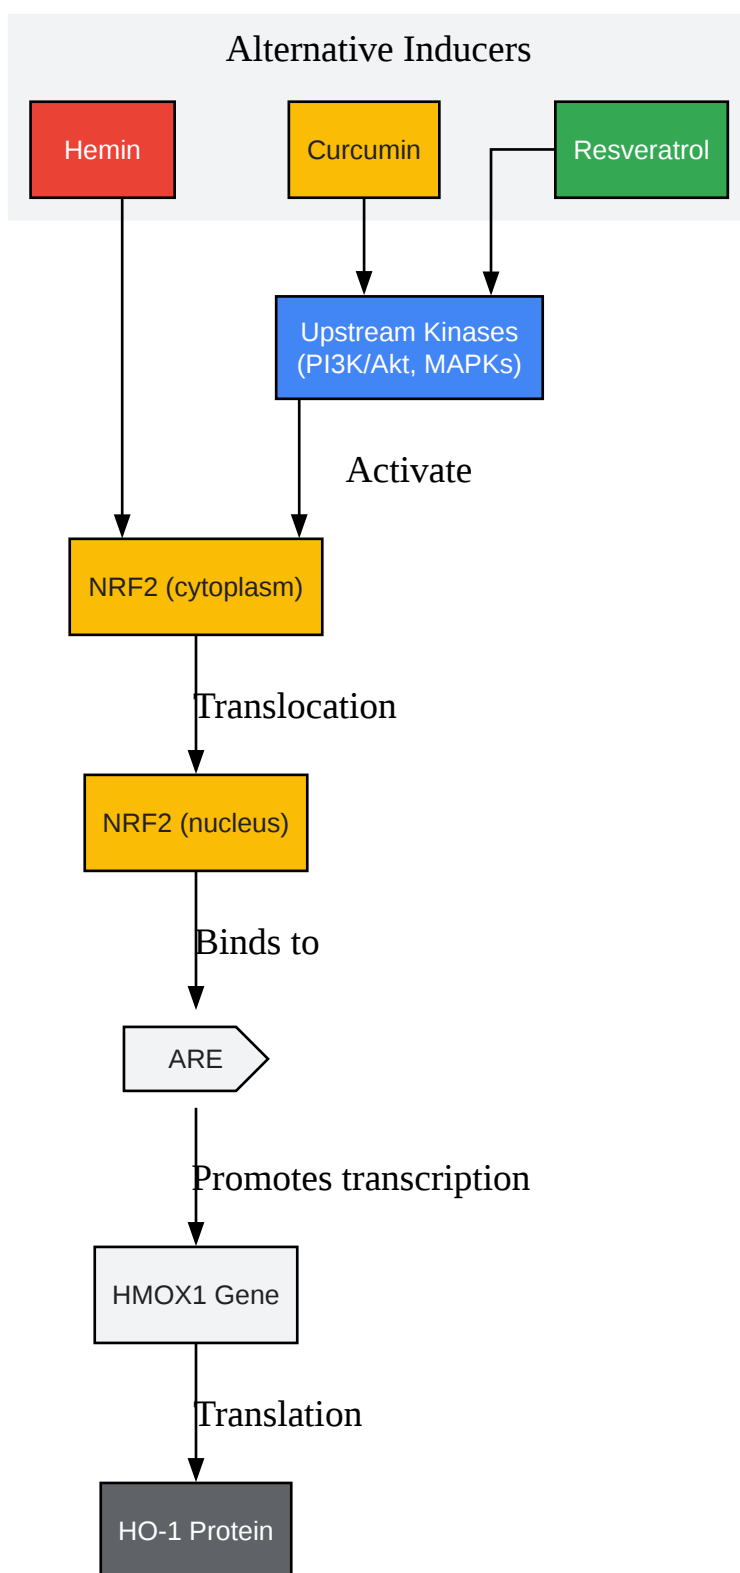 Alternative Inducers
Hemin
Curcumin
Resveratrol
Upstream Kinases
(PI3K/Akt, MAPKs)
Activate
NRF2 (cytoplasm)
Translocation
NRF2 (nucleus)
Binds to
ARE
Promotes transcription
HMOX1 Gene
Translation
HO-1 Protein